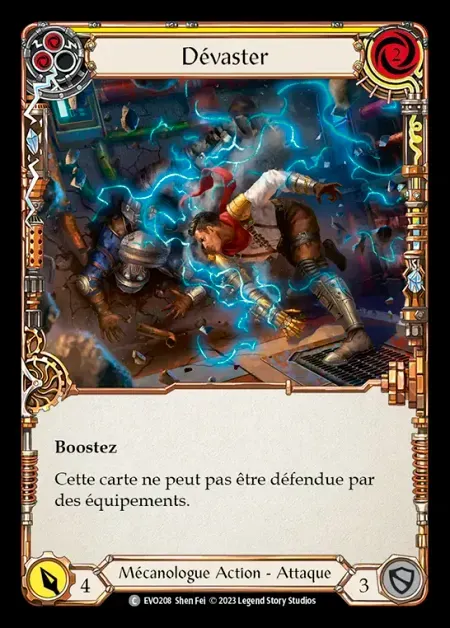 Dévaster
2
Boostez
Cette carte ne peut pas être défendue par
des équipements.
4
Mécanologue Action - Attaque
3
C EVO208 Shen Fei © 2023 Legend Story Studios